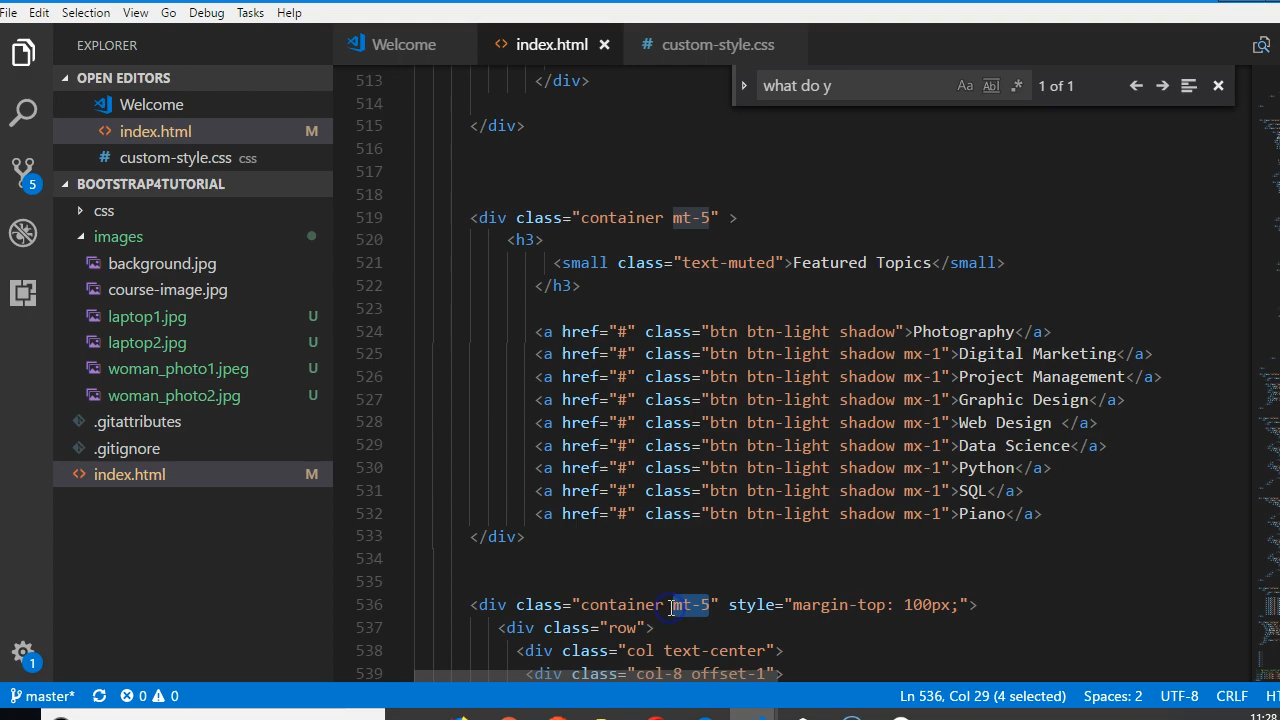 File Edit Selection View Go Debug Tasks Help
EXPLORER
OPEN EDITORS
Welcome
index.html M
custom-style.css css
BOOTSTRAP4TUTORIAL
css
images
background.jpg
course-image.jpg
laptop1.jpg U
laptop2.jpg U
woman_photo1.jpeg U
woman_photo2.jpg U
.gitattributes
.gitignore
index.html M
5
1
Welcome index.html custom-style.css
what do y Aa Abl .* 1 of 1
513 </div>
514
515 </div>
516
517
518
519 <div class="container mt-5" >
520 <h3>
521 <small class="text-muted">Featured Topics</small>
522 </h3>
523
524 <a href="#" class="btn btn-light shadow">Photography</a>
525 <a href="#" class="btn btn-light shadow mx-1">Digital Marketing</a>
526 <a href="#" class="btn btn-light shadow mx-1">Project Management</a>
527 <a href="#" class="btn btn-light shadow mx-1">Graphic Design</a>
528 <a href="#" class="btn btn-light shadow mx-1">Web Design </a>
529 <a href="#" class="btn btn-light shadow mx-1">Data Science</a>
530 <a href="#" class="btn btn-light shadow mx-1">Python</a>
531 <a href="#" class="btn btn-light shadow mx-1">SQL</a>
532 <a href="#" class="btn btn-light shadow mx-1">Piano</a>
533 </div>
534
535
536 <div class="container mt-5" style="margin-top: 100px;">
537 <div class="row">
538 <div class="col text-center">
539 <div class="col-8 offset-1">
master* 0 0 Ln 536, Col 29 (4 selected) Spaces: 2 UTF-8 CRLF HT
11:28